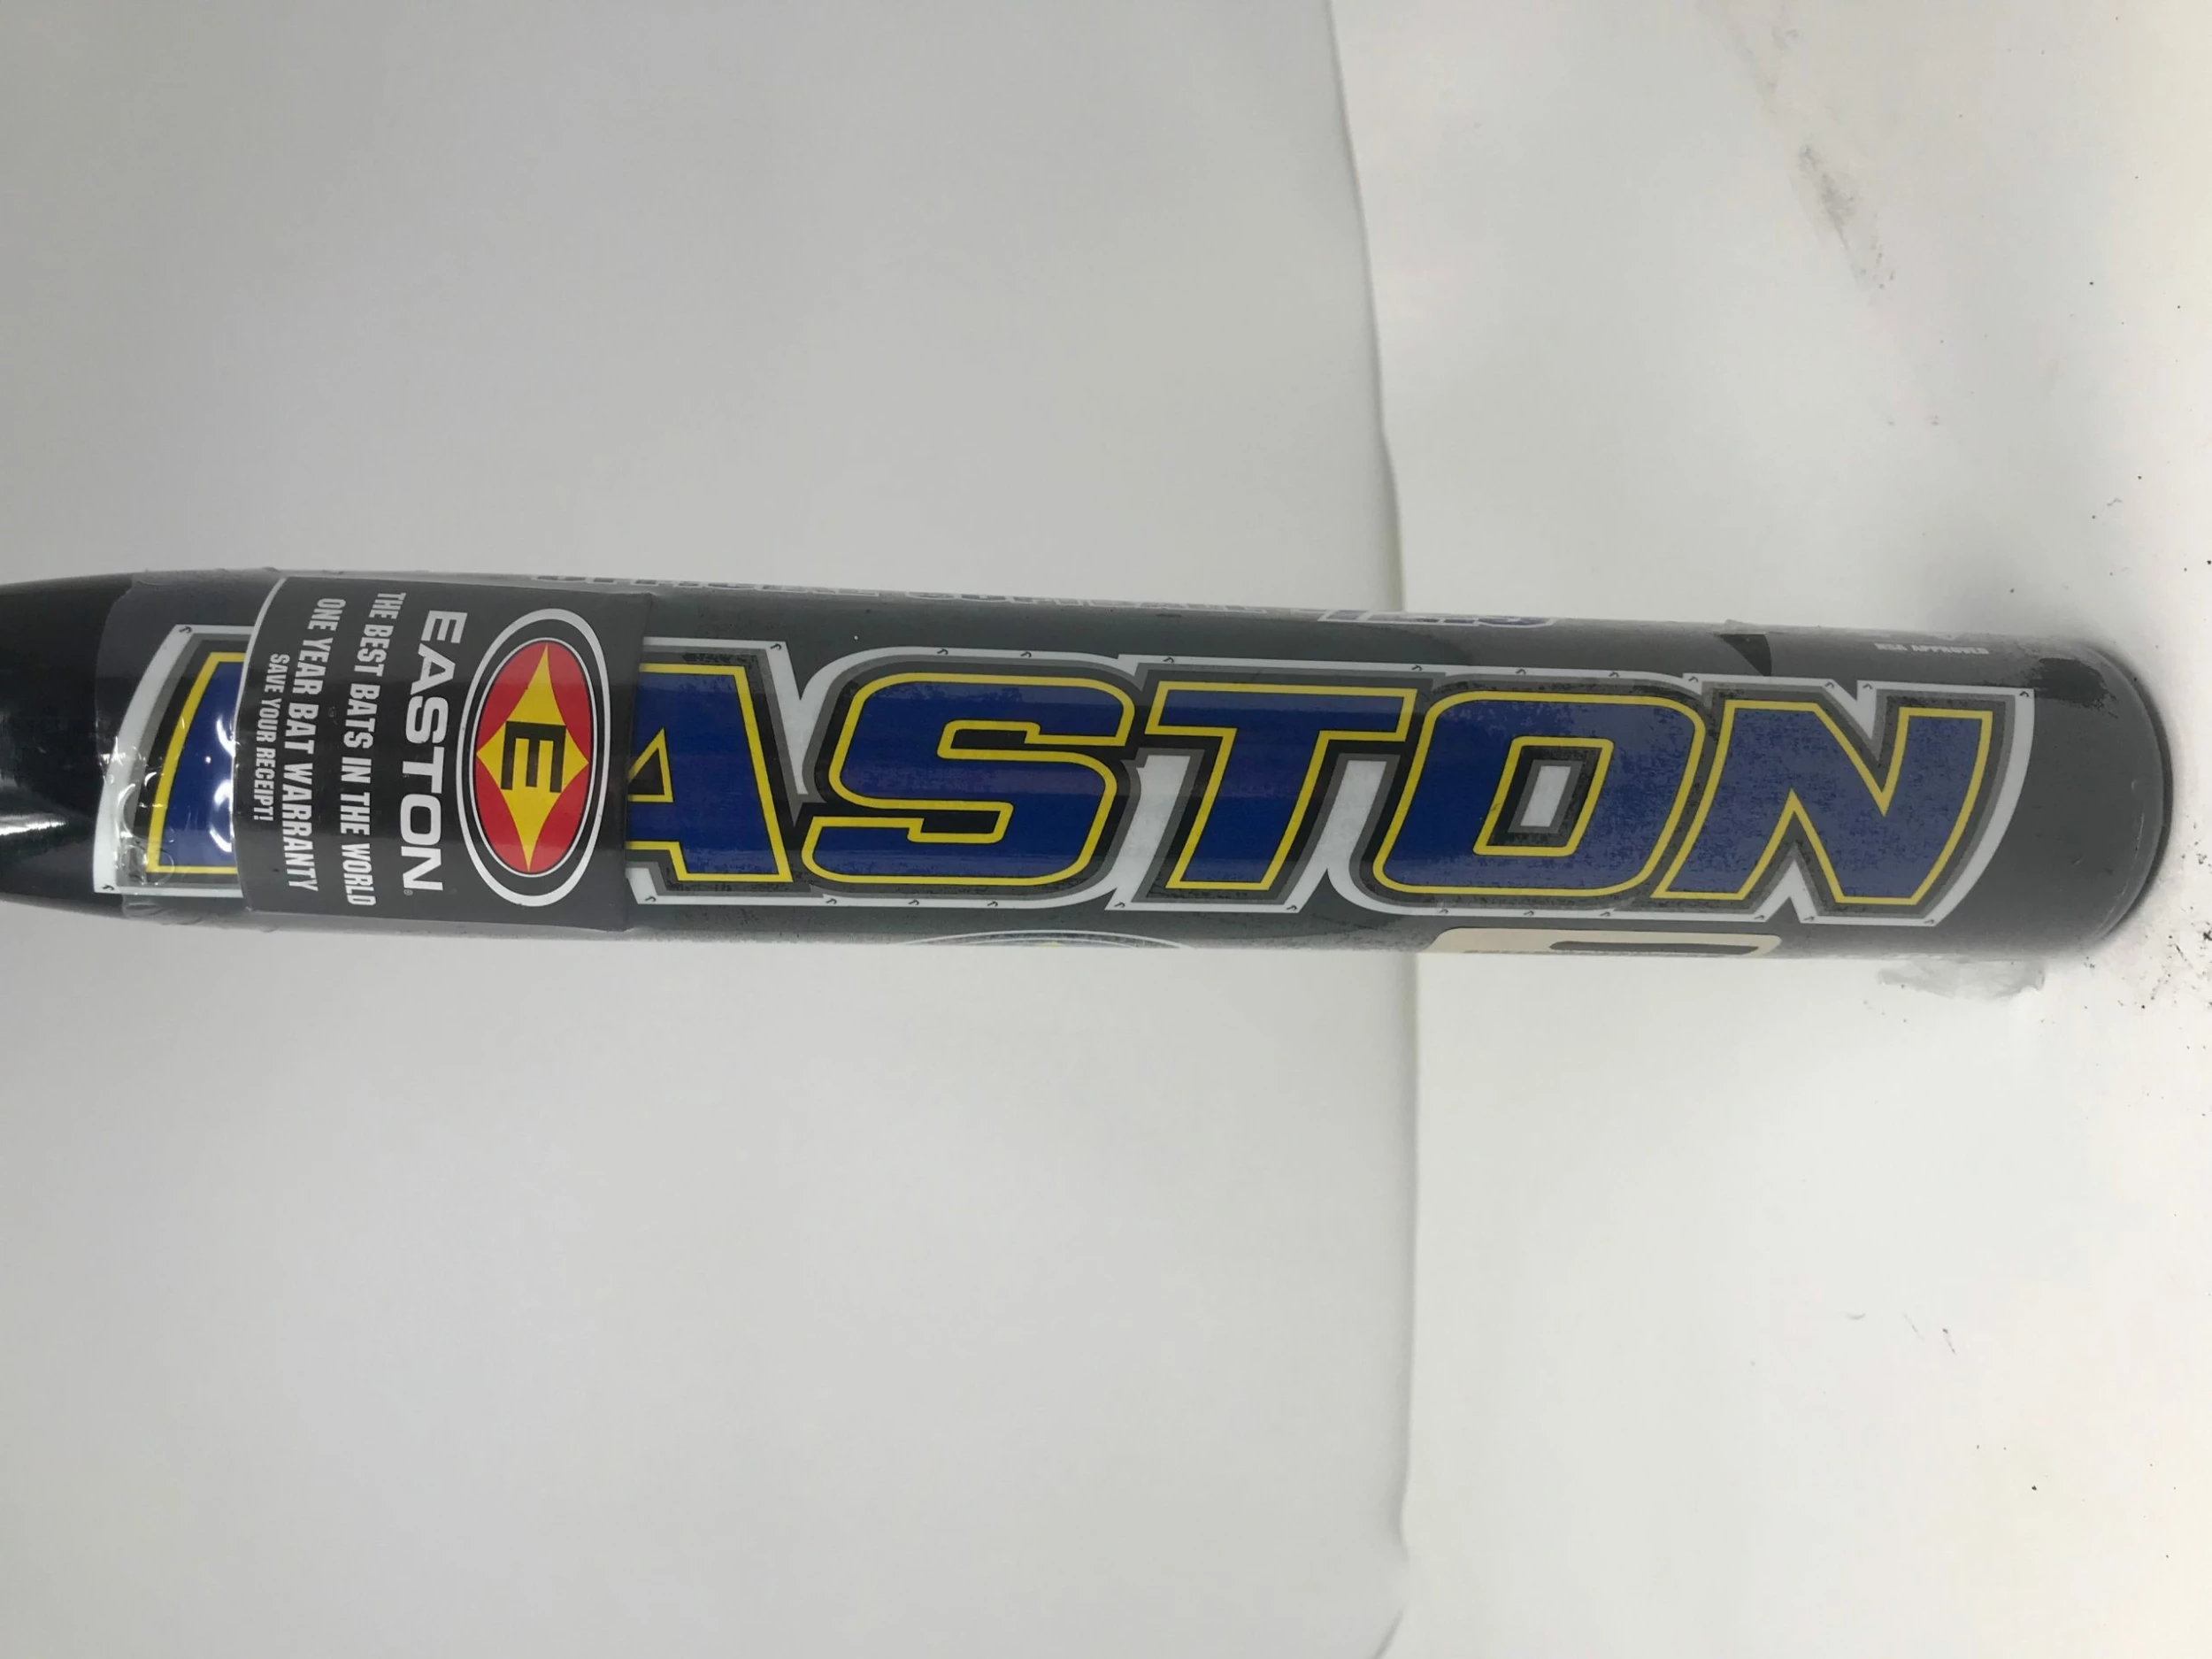 EASTON
E
EASTON®
THE BEST BATS IN THE WORLD
ONE YEAR BAT WARRANTY
SAVE YOUR RECEIPT!